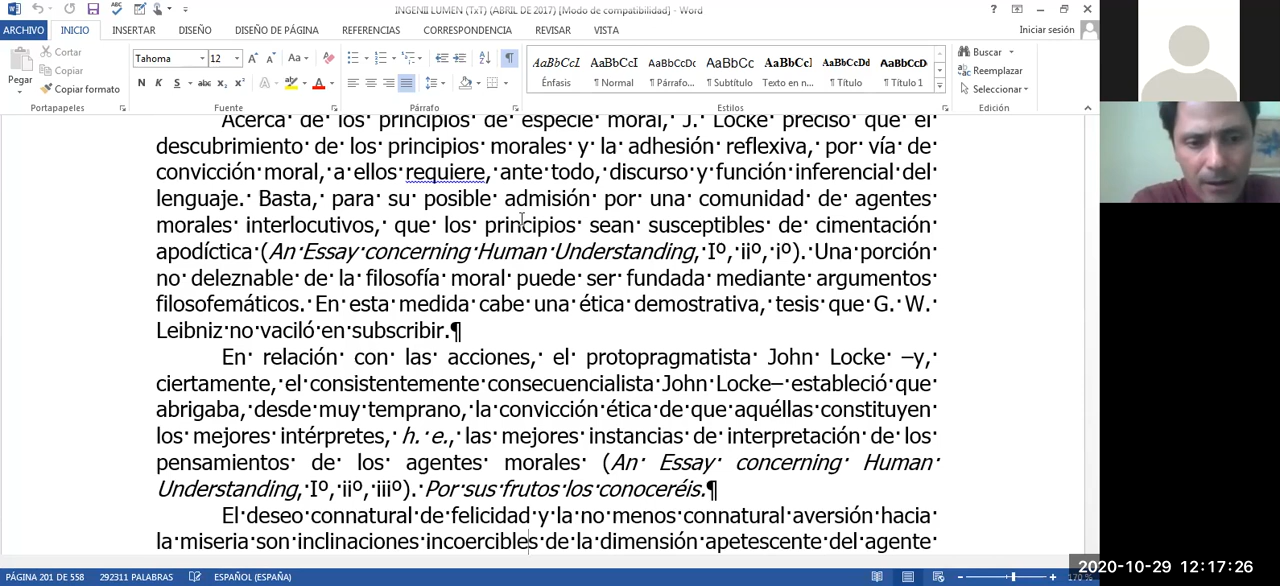 INGENII LUMEN (TxT) (ABRIL DE 2017) [Modo de compatibilidad] - Word
ARCHIVO INICIO INSERTAR DISEÑO DISEÑO DE PÁGINA REFERENCIAS CORRESPONDENCIA REVISAR VISTA Iniciar sesión
Pegar
Cortar
Copiar
Copiar formato
Portapapeles
Tahoma 12
Fuente
Párrafo
AaBbCcI AaBbCcI AaBbCcDc AaBbCc AaBbCc) AaBbCcDd AaBbCcD
Énfasis ¶ Normal ¶ Párrafo... ¶ Subtítulo Texto en n... ¶ Título ¶ Título 1
Estilos
Buscar
Reemplazar
Seleccionar
Edición
Acerca de los principios de especie moral, J. Locke precisó que el
descubrimiento de los principios morales y la adhesión reflexiva, por vía de
convicción moral, a ellos requiere, ante todo, discurso y función inferencial del
lenguaje. Basta, para su posible admisión por una comunidad de agentes
morales interlocutivos, que los principios sean susceptibles de cimentación
apodíctica (An Essay concerning Human Understanding, Iº, iiº, iº). Una porción
no deleznable de la filosofía moral puede ser fundada mediante argumentos
filosofemáticos. En esta medida cabe una ética demostrativa, tesis que G. W.
Leibniz no vaciló en subscribir.¶
En relación con las acciones, el protopragmatista John Locke –y,
ciertamente, el consistentemente consecuencialista John Locke– estableció que
abrigaba, desde muy temprano, la convicción ética de que aquéllas constituyen
los mejores intérpretes, h. e., las mejores instancias de interpretación de los
pensamientos de los agentes morales (An Essay concerning Human
Understanding, Iº, iiº, iiiº). Por sus frutos los conoceréis.¶
El deseo connatural de felicidad y la no menos connatural aversión hacia
la miseria son inclinaciones incoercibles de la dimensión apetescente del agente
PÁGINA 201 DE 558 292311 PALABRAS ESPAÑOL (ESPAÑA) 170 %
2020-10-29 12:17:26